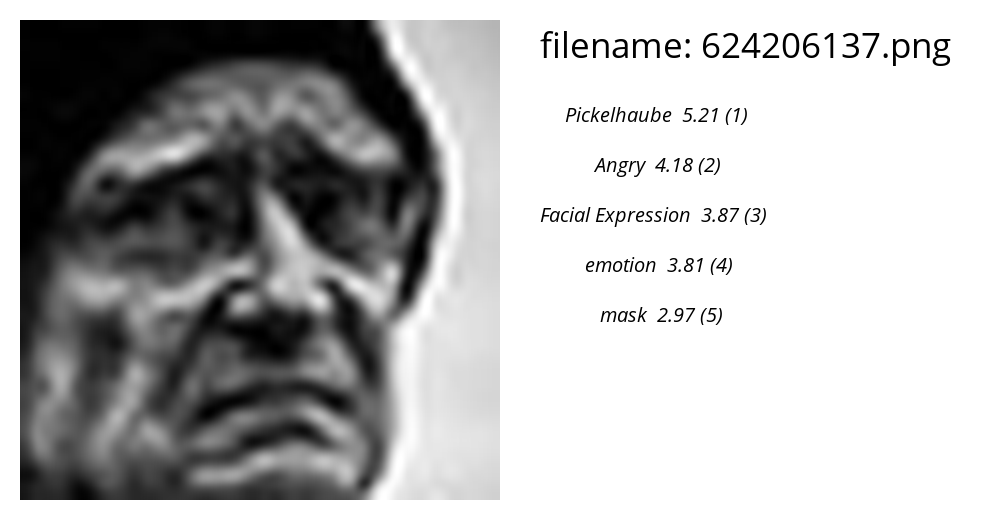 filename: 624206137.png
Pickelhaube 5.21 (1)
Angry 4.18 (2)
Facial Expression 3.87 (3)
emotion 3.81 (4)
mask 2.97 (5)